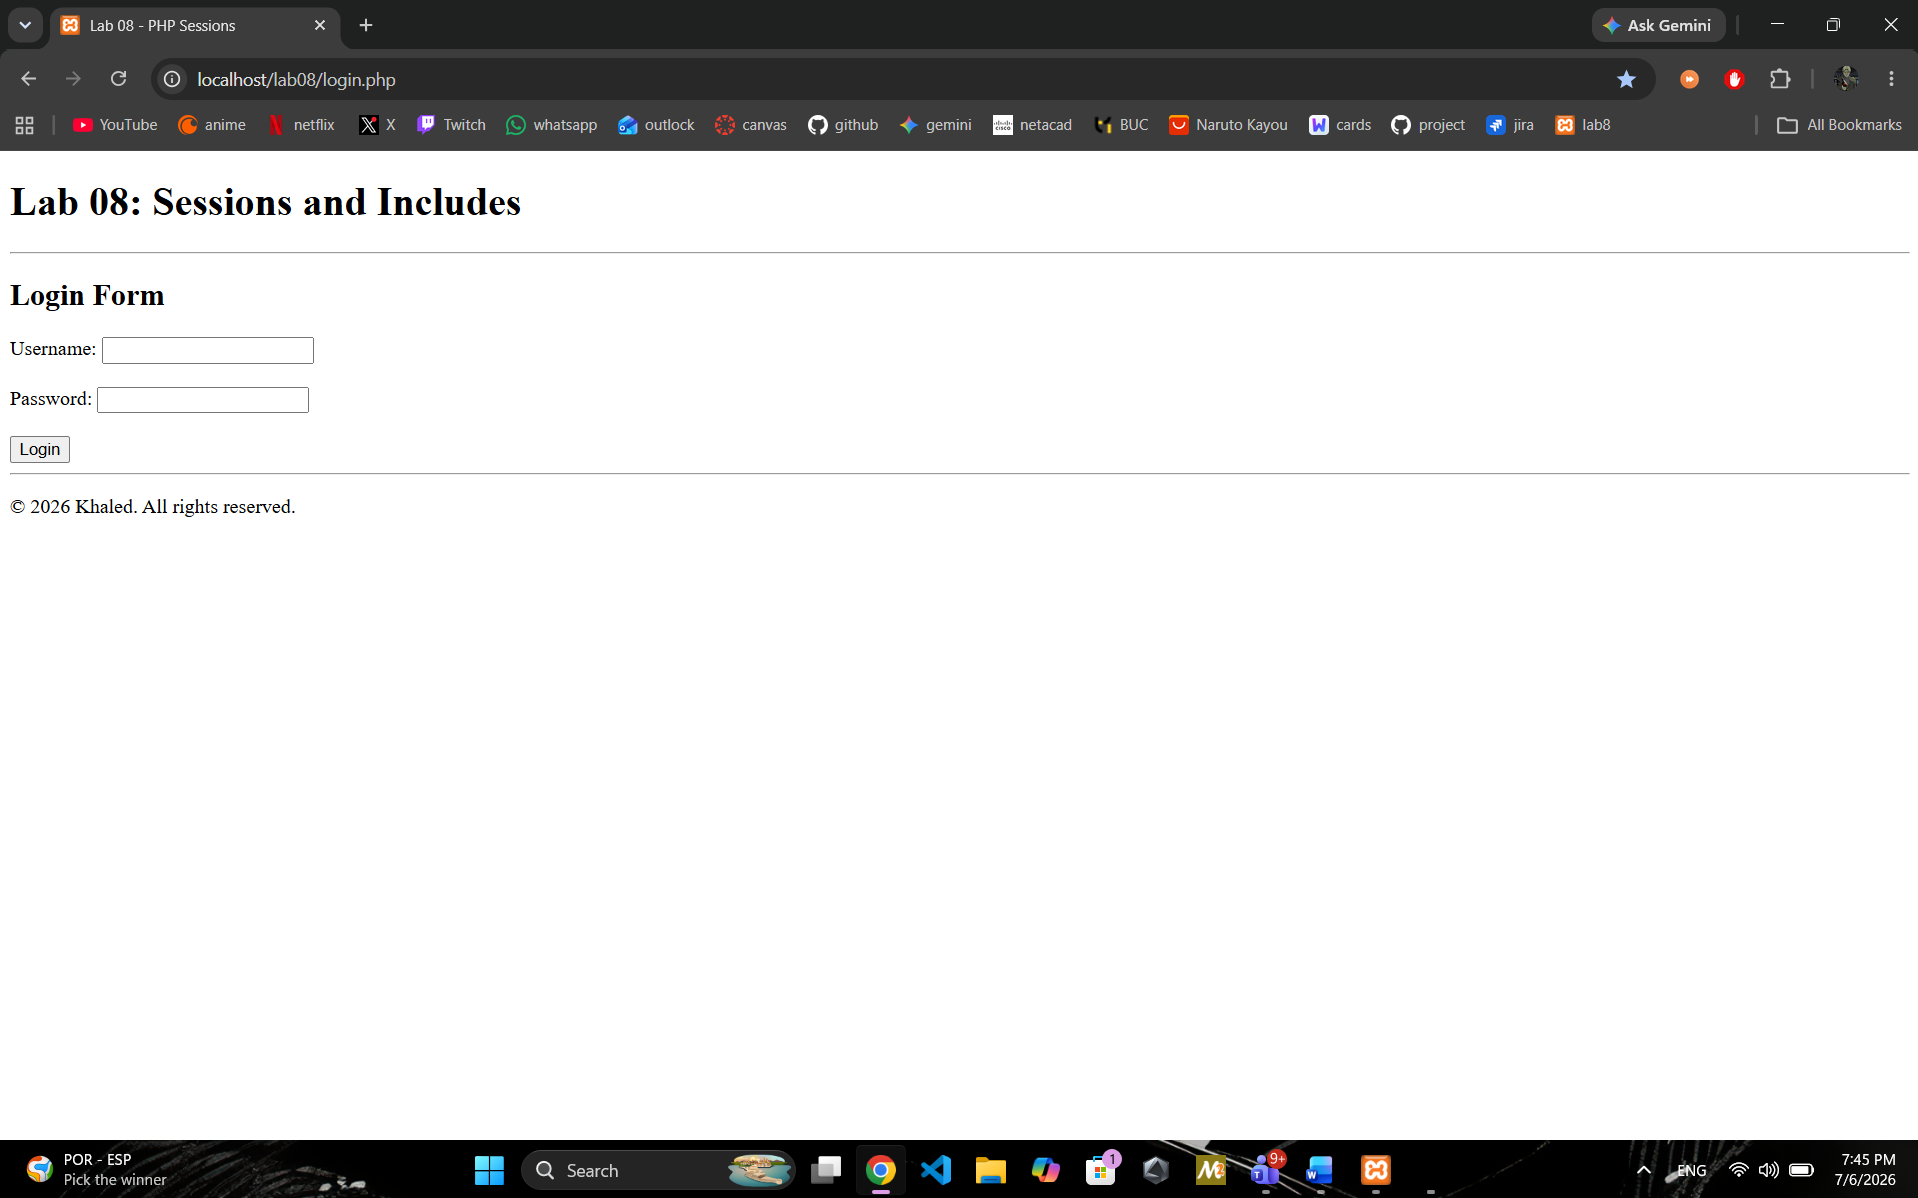 Lab 08 - PHP Sessions
Ask Gemini
localhost/lab08/login.php
YouTube anime netflix X Twitch whatsapp outlock canvas github gemini netacad BUC Naruto Kayou cards project jira lab8 All Bookmarks
Lab 08: Sessions and Includes
Login Form
Username:
Password:
Login
© 2026 Khaled. All rights reserved.
POR - ESP
Pick the winner
Search
1
9+
ENG
7:45 PM
7/6/2026